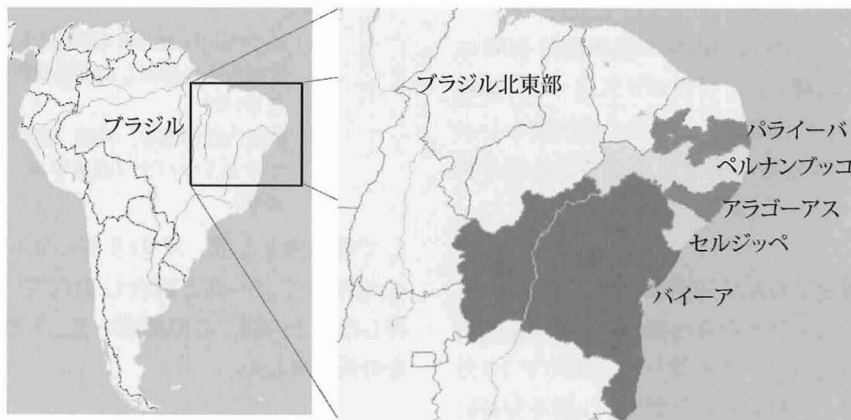 ブラジル
ブラジル北東部
パライーバ
ペルナンブッコ
アラゴーアス
セルジッペ
バイーア